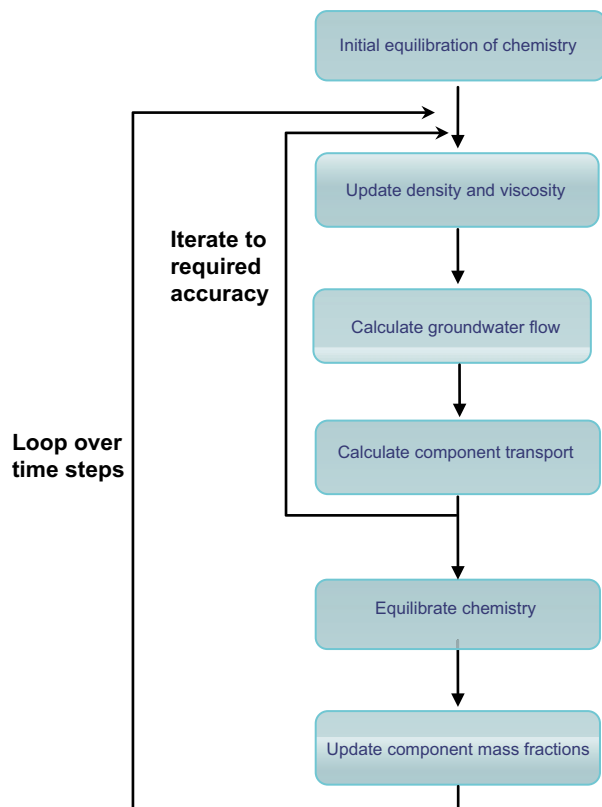 Initial equilibration of chemistry
Update density and viscosity
Iterate to
required
accuracy
Calculate groundwater flow
Loop over
time steps
Calculate component transport
Equilibrate chemistry
Update component mass fractions